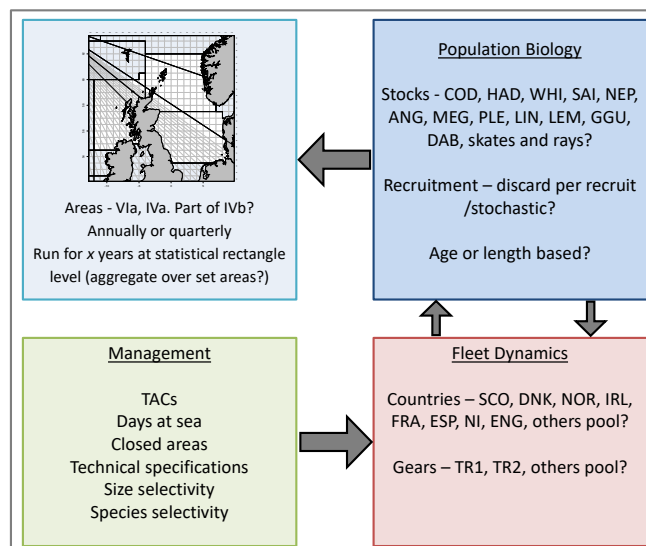 Areas - VIa, IVa. Part of IVb?
Annually or quarterly
Run for x years at statistical rectangle
level (aggregate over set areas?)
Population Biology
Stocks - COD, HAD, WHI, SAI, NEP,
ANG, MEG, PLE, LIN, LEM, GGU,
DAB, skates and rays?
Recruitment – discard per recruit
/stochastic?
Age or length based?
Management
TACs
Days at sea
Closed areas
Technical specifications
Size selectivity
Species selectivity
Fleet Dynamics
Countries – SCO, DNK, NOR, IRL,
FRA, ESP, NI, ENG, others pool?
Gears – TR1, TR2, others pool?